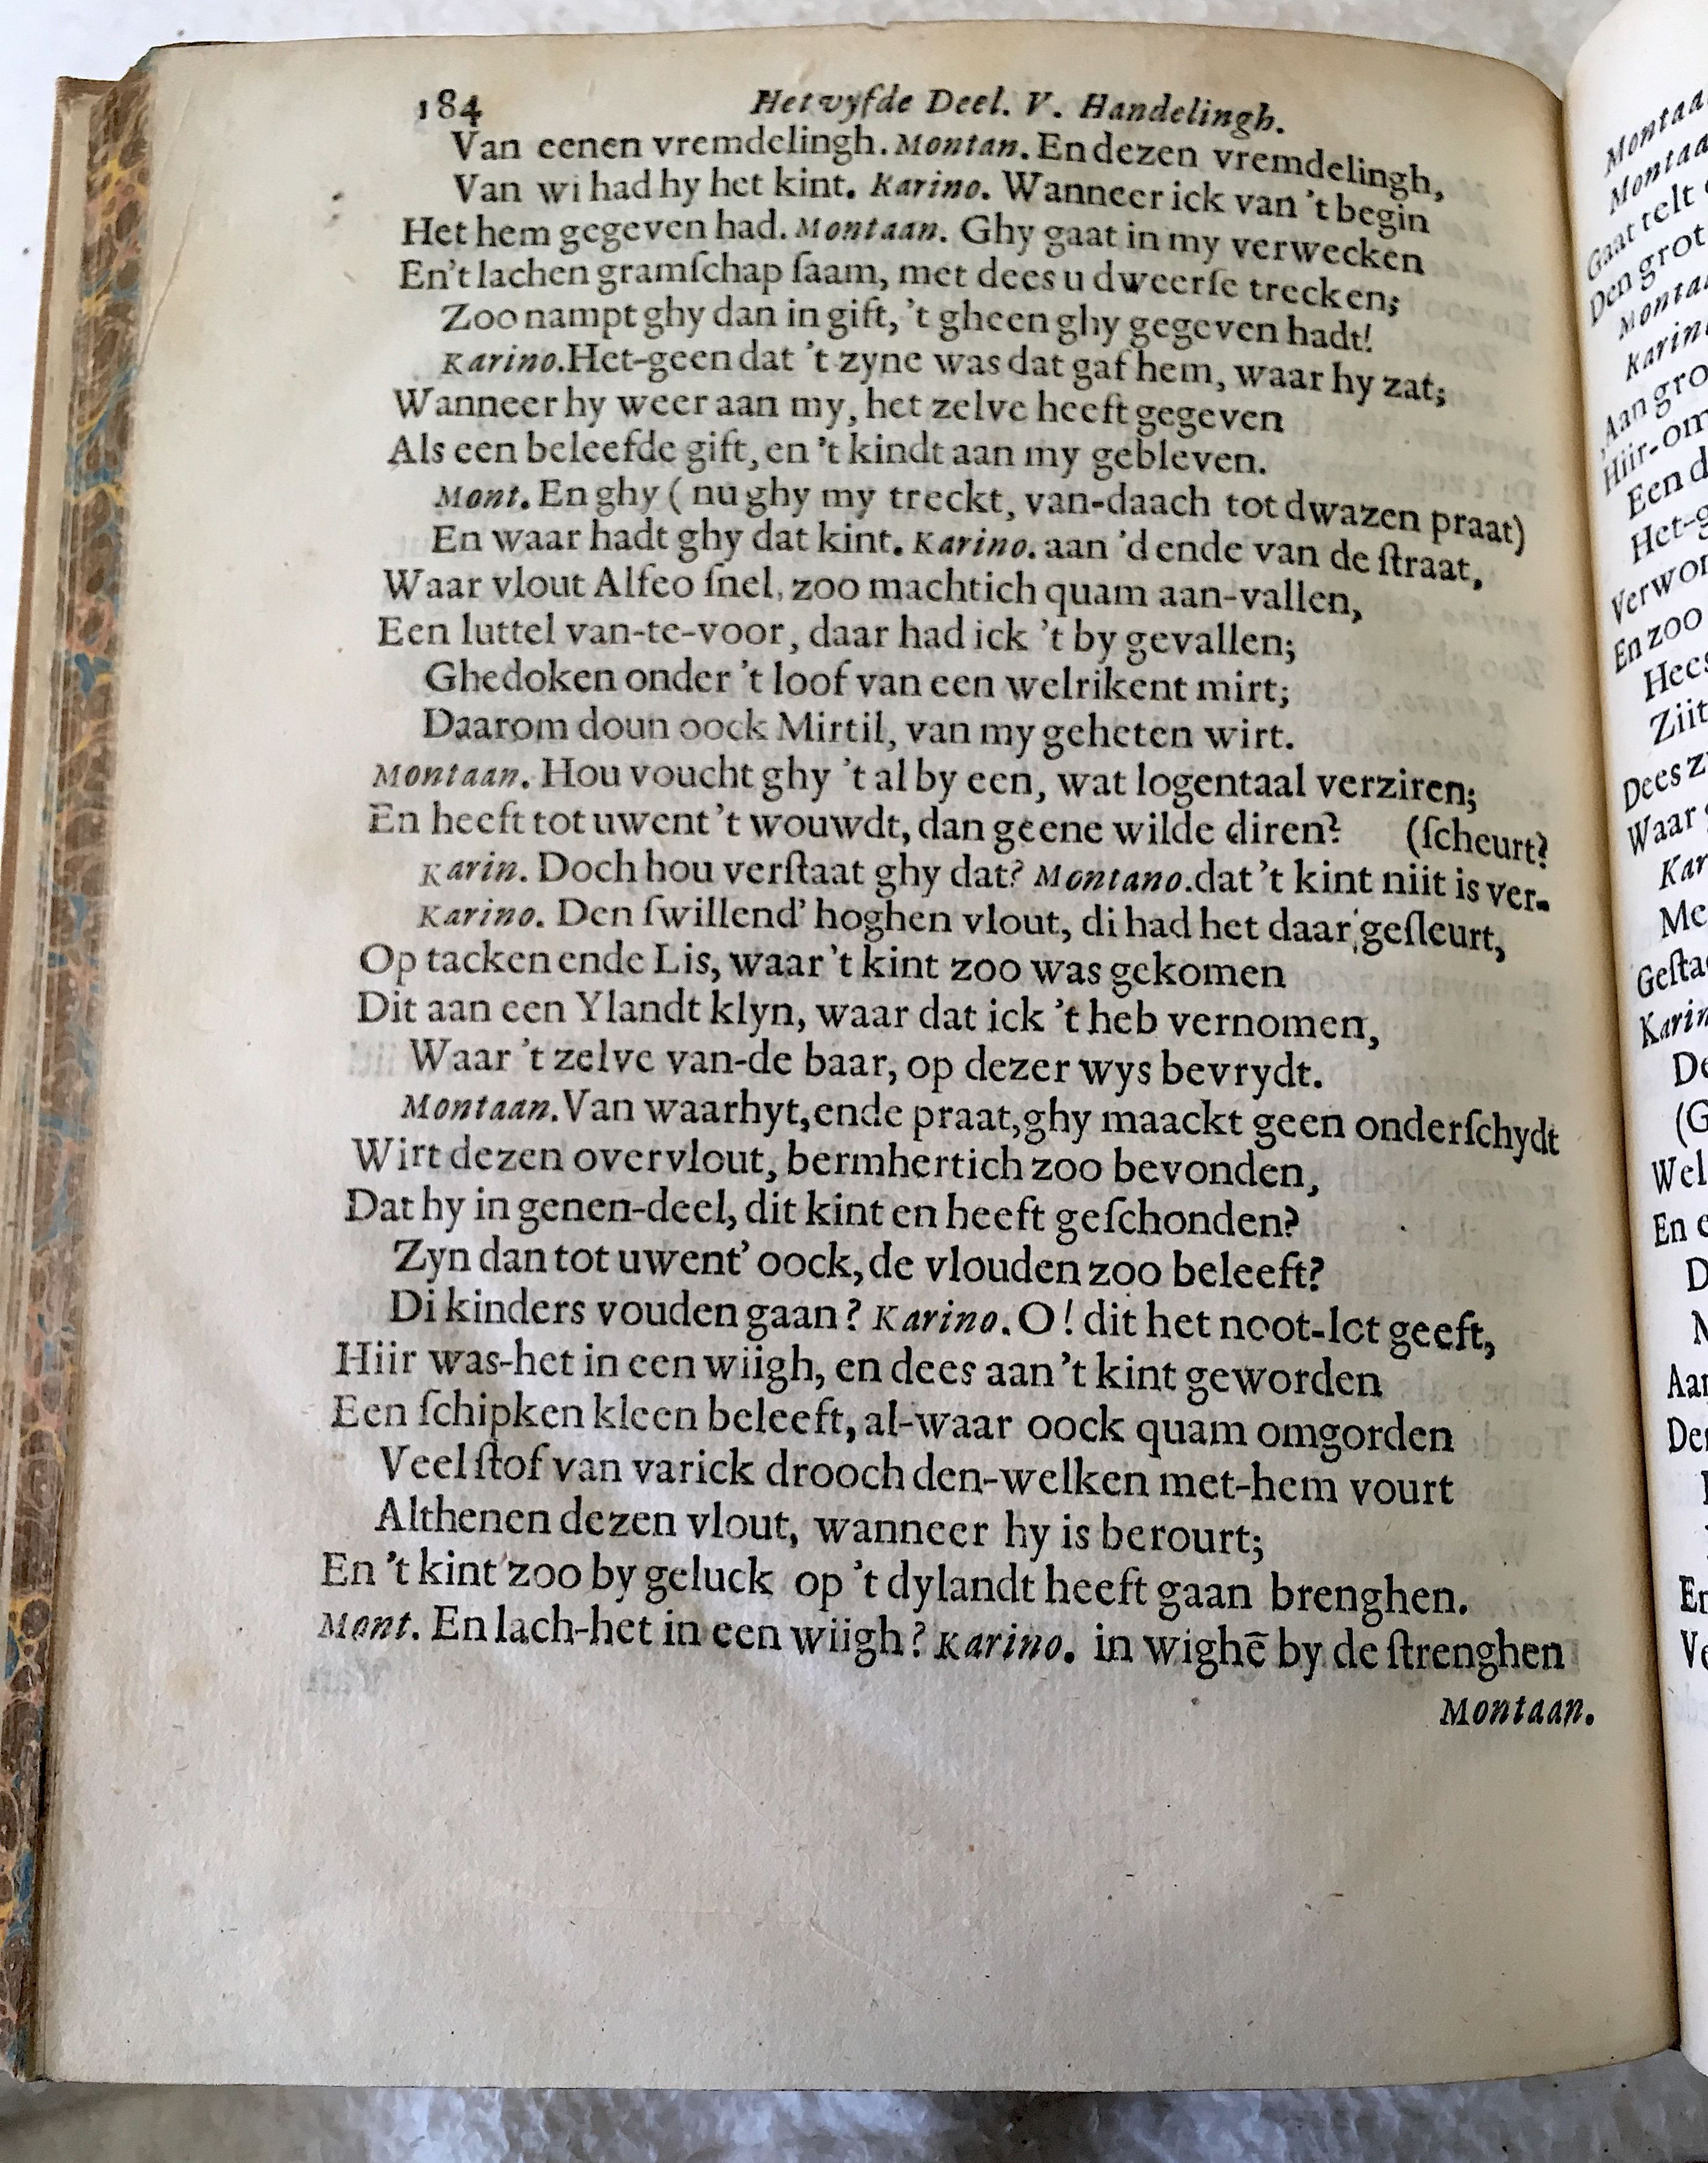 184 Het vyfde Deel. V. Handelingh.
Van eenen vremdelingh. Montan. En dezen vremdelingh,
Van wi had hy het kint. Karino. Wanneer ick van 't begin
Het hem gegeven had. Montaan. Ghy gaat in my verwecken
En't lachen gramſchap ſaam, met dees u dweerſe trecken;
Zoo nampt ghy dan in gift, 't gheen ghy gegeven hadt!
Karino. Het-geen dat 't zyne was dat gaf hem, waar hy zat;
Wanneer hy weer aan my, het zelve heeft gegeven
Als een beleefde gift, en 't kindt aan my gebleven.
Mont. En ghy ( nu ghy my treckt, van-daach tot dwazen praat)
En waar hadt ghy dat kint. Karino. aan 'd ende van de ſtraat,
Waar vlout Alfeo ſnel, zoo machtich quam aan-vallen,
Een luttel van-te-voor, daar had ick 't by gevallen;
Ghedoken onder 't loof van een welrikent mirt;
Daarom doun oock Mirtil, van my geheten wirt.
Montaan. Hou voucht ghy 't al by een, wat logentaal verziren;
En heeft tot uwent 't wouwdt, dan geene wilde diren? (ſcheurt?
Karin. Doch hou verſtaat ghy dat? Montano. dat 't kint niit is ver-
Karino. Den ſwillend' hoghen vlout, di had het daar geſleurt,
Op tacken ende Lis, waar 't kint zoo was gekomen
Dit aan een Ylandt klyn, waar dat ick 't heb vernomen,
Waar 't zelve van-de baar, op dezer wys bevrydt.
Montaan. Van waarhyt, ende praat, ghy maackt geen onderſchydt
Wirt dezen overvlout, bermhertich zoo bevonden,
Dat hy in genen-deel, dit kint en heeft geſchonden?
Zyn dan tot uwent' oock, de vlouden zoo beleeft?
Di kinders vouden gaan? Karino. O! dit het noot-lot geeft,
Hiir was-het in een wiigh, en dees aan 't kint geworden
Een ſchipken kleen beleeft, al-waar oock quam omgorden
Veel ſtof van varick drooch den-welken met-hem vourt
Althenen dezen vlout, wanneer hy is berourt;
En 't kint zoo by geluck op 't dylandt heeft gaan brenghen.
Mont. En lach-het in een wiigh? Karino. in wighē by de ſtrenghen
Montaan.